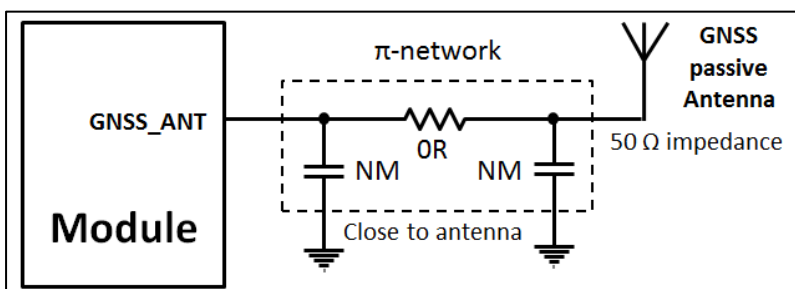 π-network
GNSS
passive
Antenna
GNSS_ANT
50 Ω impedance
0R
NM
NM
Module
Close to antenna